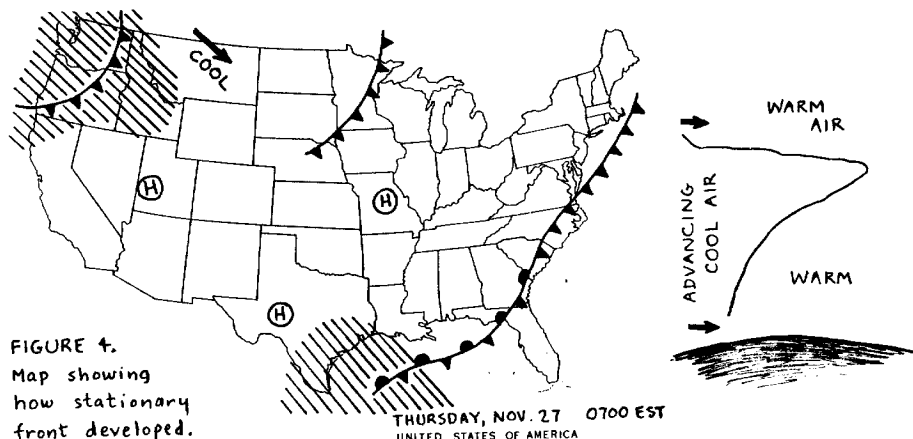 COOL
H
H
H
WARM
AIR
ADVANCING
COOL AIR
WARM
FIGURE 4.
Map showing
how stationary
front developed.
THURSDAY, NOV. 27 0700 EST
UNITED STATES OF AMERICA